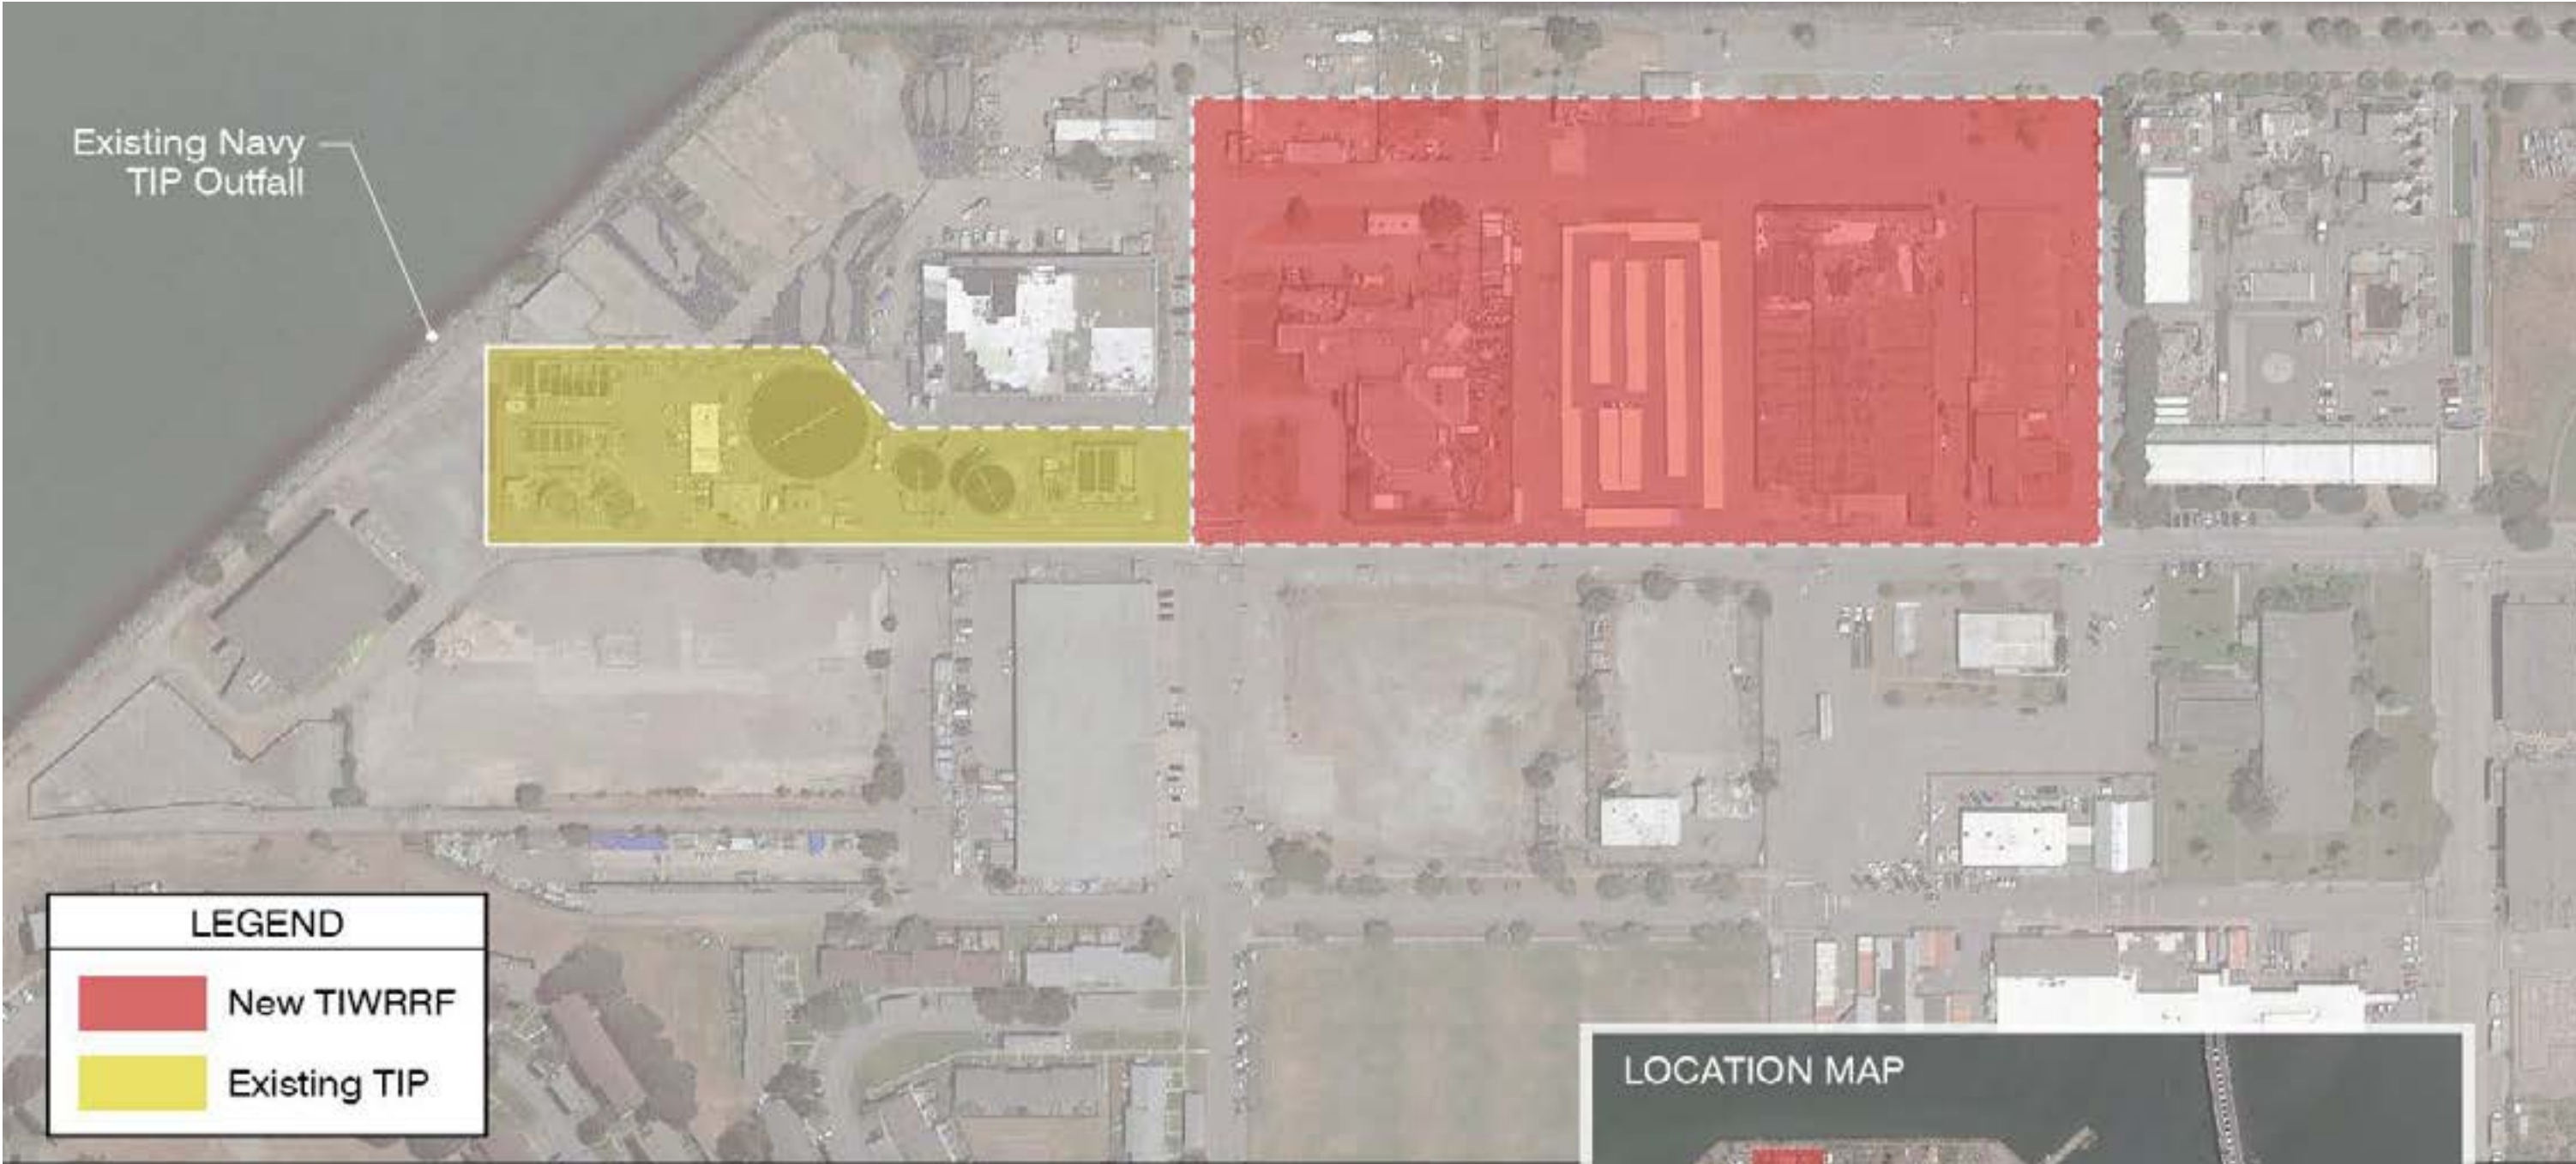 Existing Navy
TIP Outfall
LEGEND
New TIWRRF
Existing TIP
LOCATION MAP